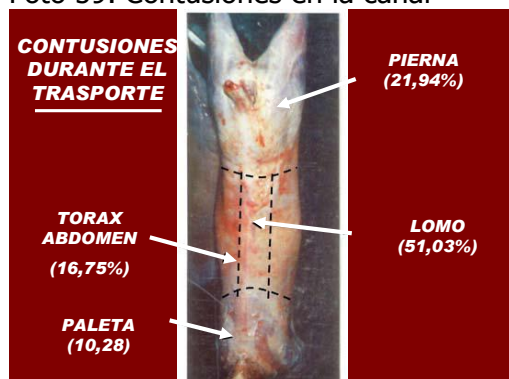 CONTUSIONES
DURANTE EL
TRASPORTE
PIERNA
(21,94%)
TORAX
ABDOMEN
(16,75%)
LOMO
(51,03%)
PALETA
(10,28)